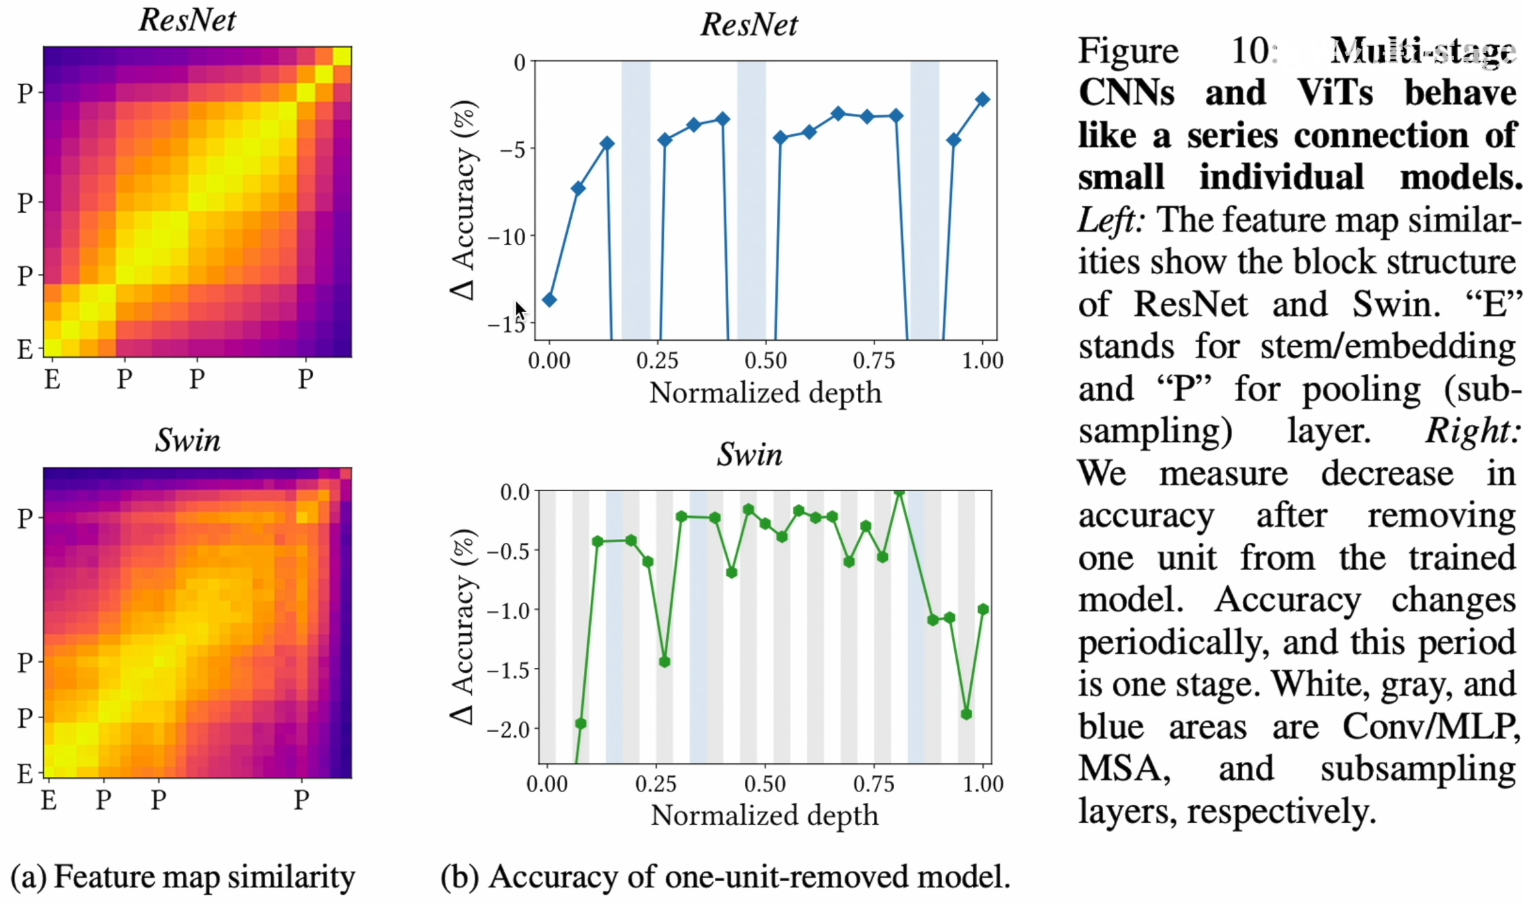 ResNet
P
P
P
E
E P P P
Swin
P
P
P
E
E P P P
(a) Feature map similarity
ResNet
Δ Accuracy (%)
0
−5
−10
−15
0.00 0.25 0.50 0.75 1.00
Normalized depth
Swin
Δ Accuracy (%)
0.0
−0.5
−1.0
−1.5
−2.0
0.00 0.25 0.50 0.75 1.00
Normalized depth
(b) Accuracy of one-unit-removed model.
Figure 10: Multi-stage
CNNs and ViTs behave
like a series connection of
small individual models.
Left: The feature map similar-
ities show the block structure
of ResNet and Swin. “E”
stands for stem/embedding
and “P” for pooling (sub-
sampling) layer. Right:
We measure decrease in
accuracy after removing
one unit from the trained
model. Accuracy changes
periodically, and this period
is one stage. White, gray, and
blue areas are Conv/MLP,
MSA, and subsampling
layers, respectively.